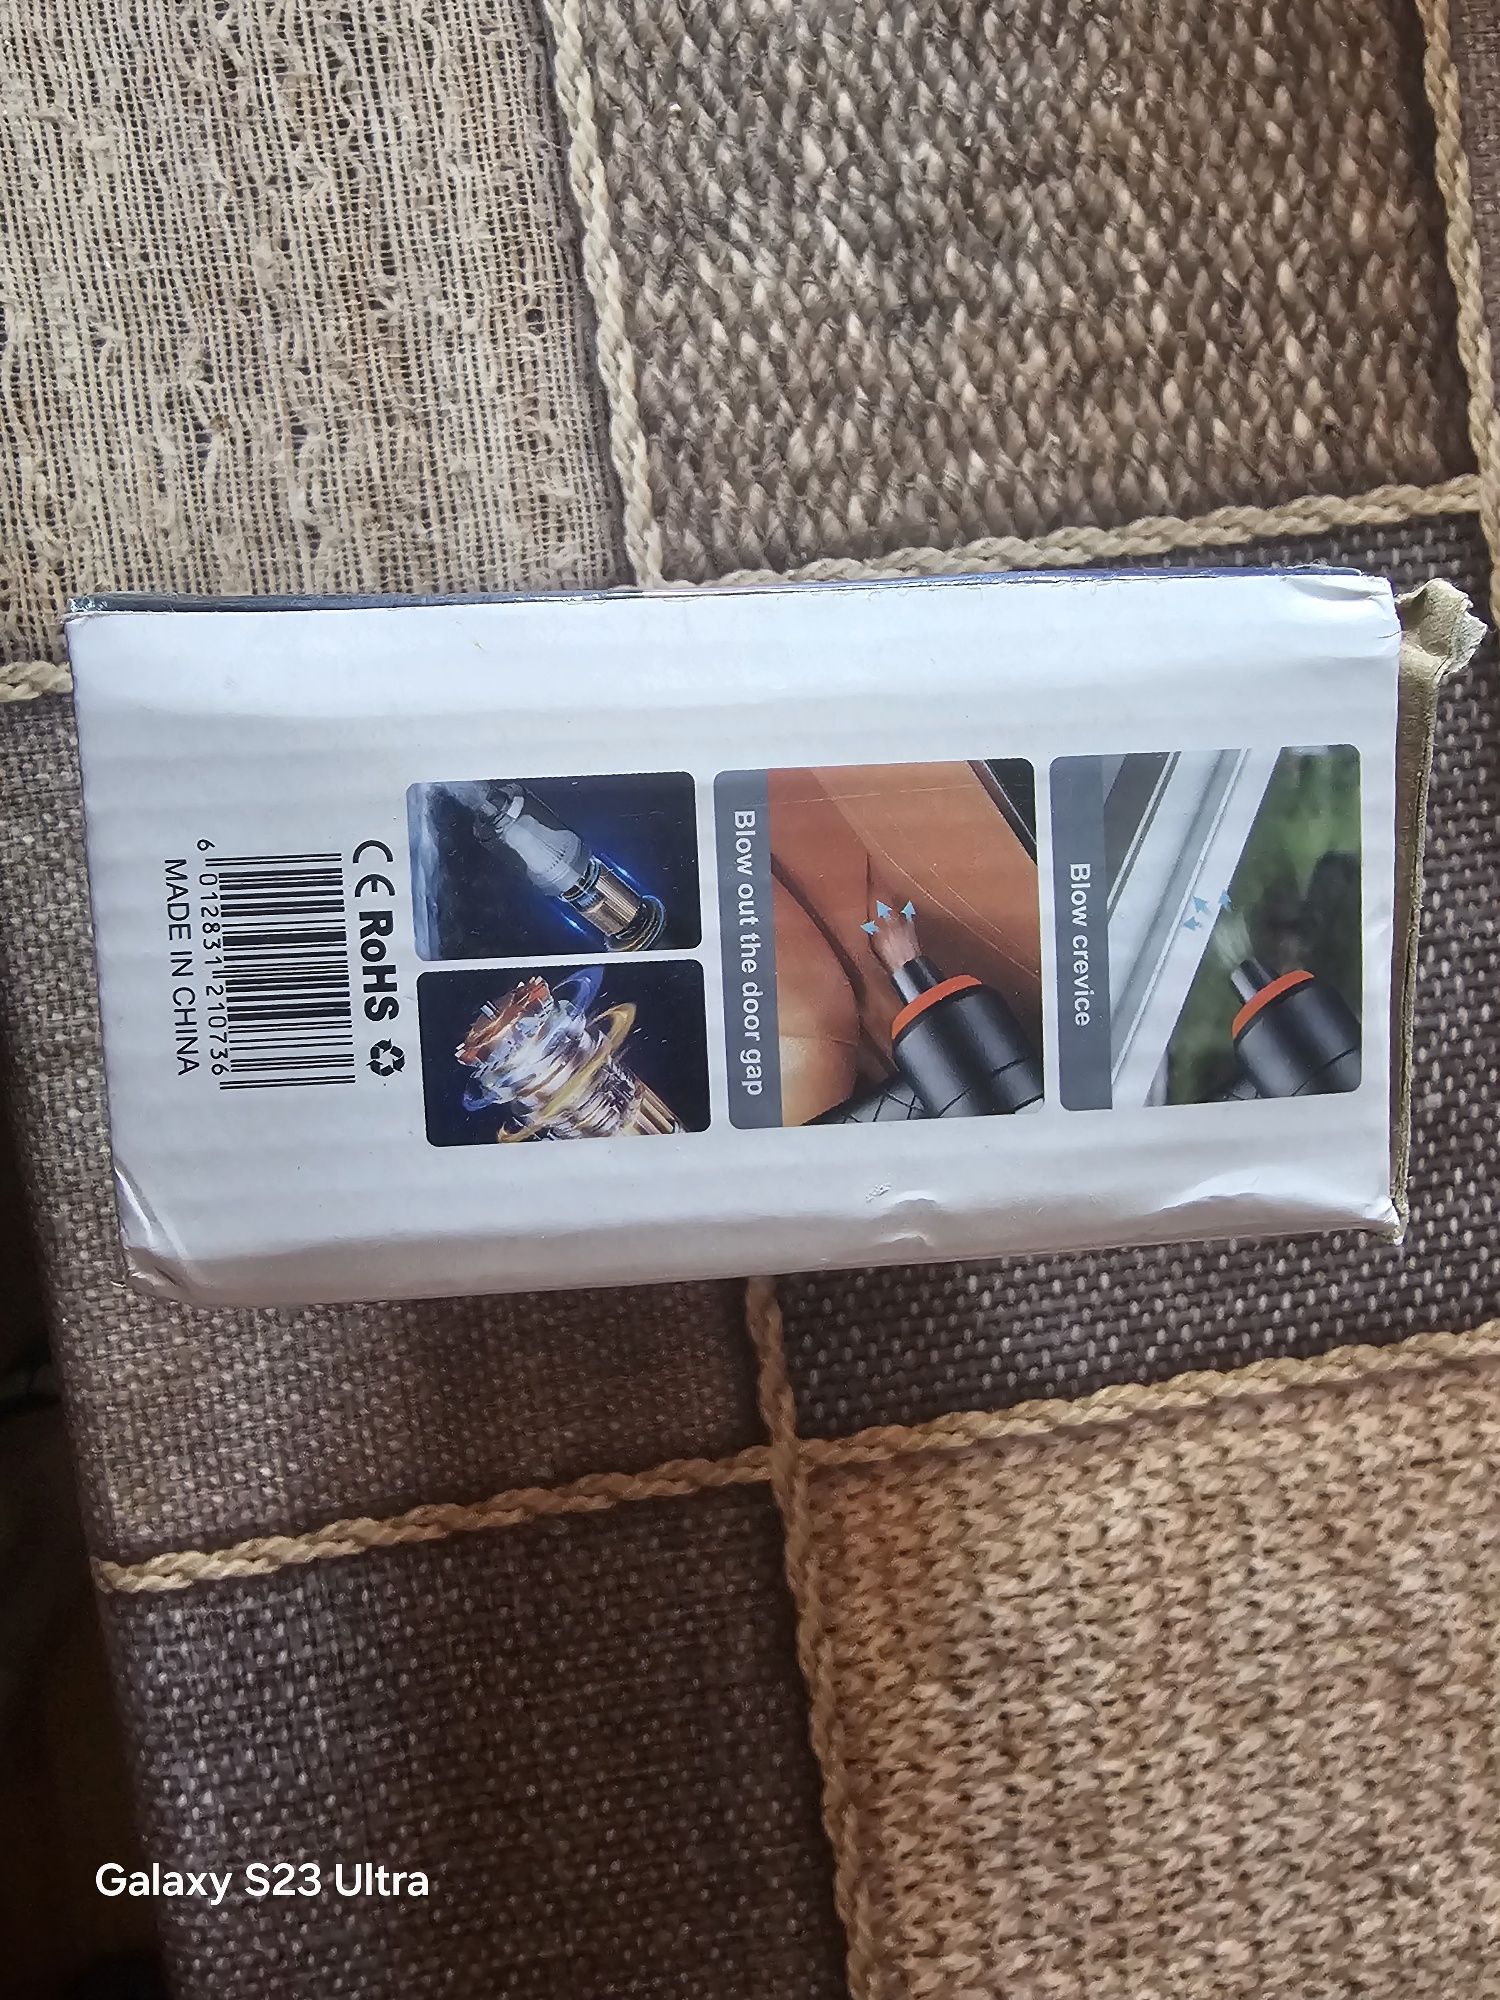 Blow crevice
Blow out the door gap
CE RoHS
6 012831 210736
MADE IN CHINA
Galaxy S23 Ultra